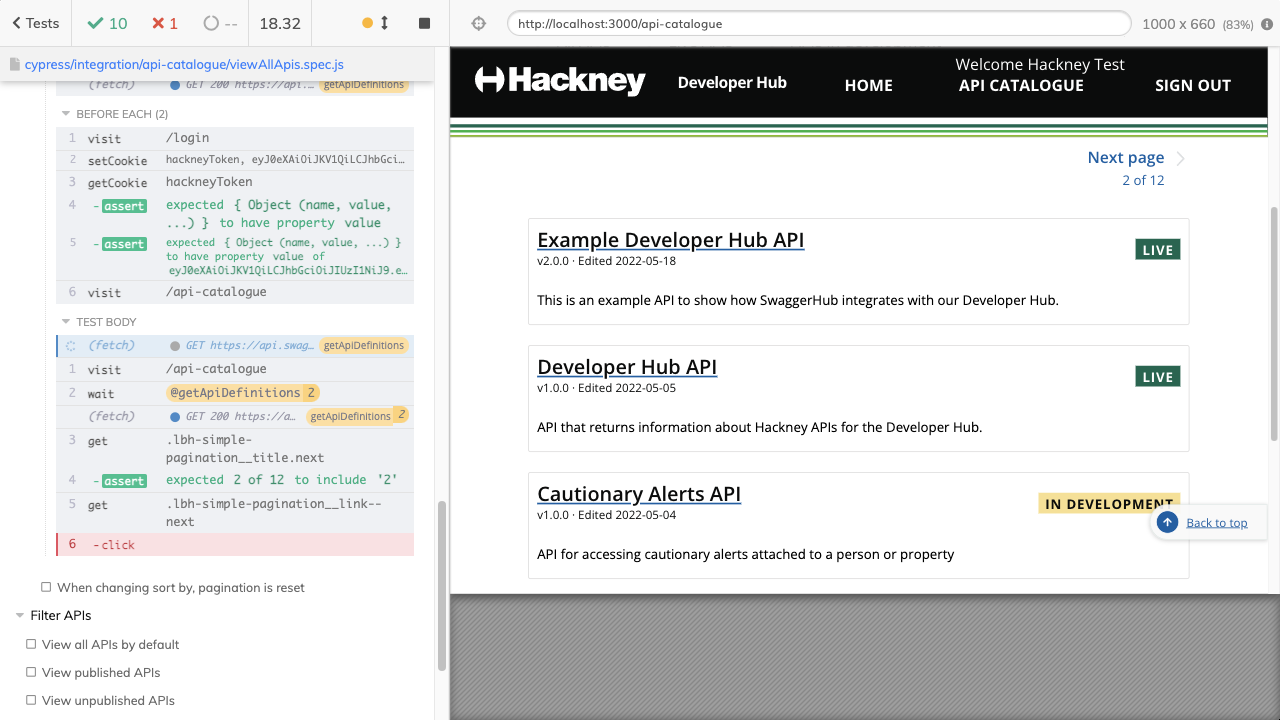 Tests
10
1
--
18.32
http://localhost:3000/api-catalogue
1000 x 660 (83%)
cypress/integration/api-catalogue/viewAllApis.spec.js
(fetch) GET 200 https://api.... getApiDefinitions
BEFORE EACH (2)
1 visit /login
2 setCookie hackneyToken, eyJ0eXAiOiJKV1QiLCJhbGci...
3 getCookie hackneyToken
4 -assert expected { Object (name, value,
...) } to have property value
5 -assert expected { Object (name, value, ...) }
to have property value of
eyJ0eXAiOiJKV1QiLCJhbGciOiJIUzI1NiJ9.e...
6 visit /api-catalogue
TEST BODY
(fetch) GET https://api.swag... getApiDefinitions
1 visit /api-catalogue
2 wait @getApiDefinitions 2
(fetch) GET 200 https://a... getApiDefinitions 2
3 get .lbh-simple-
pagination__title.next
4 -assert expected 2 of 12 to include '2'
5 get .lbh-simple-pagination__link--
next
6 -click
When changing sort by, pagination is reset
Filter APIs
View all APIs by default
View published APIs
View unpublished APIs
Hackney
Developer Hub
Welcome Hackney Test
HOME
API CATALOGUE
SIGN OUT
Next page
2 of 12
Example Developer Hub API
LIVE
v2.0.0 · Edited 2022-05-18
This is an example API to show how SwaggerHub integrates with our Developer Hub.
Developer Hub API
LIVE
v1.0.0 · Edited 2022-05-05
API that returns information about Hackney APIs for the Developer Hub.
Cautionary Alerts API
IN DEVELOPMENT
v1.0.0 · Edited 2022-05-04
Back to top
API for accessing cautionary alerts attached to a person or property